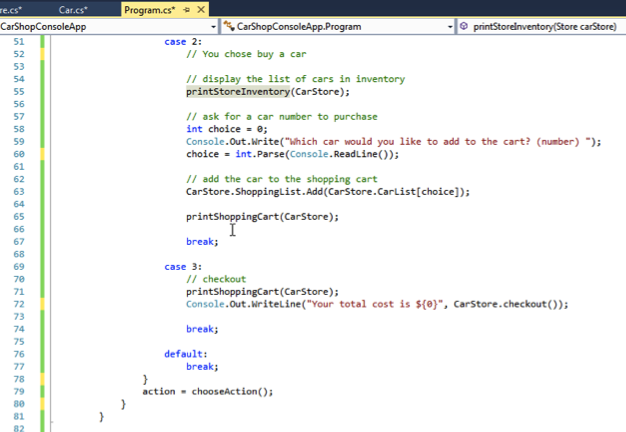 re.cs* Car.cs* Program.cs*
CarShopConsoleApp CarShopConsoleApp.Program printStoreInventory(Store carStore)
51 case 2:
52 // You chose buy a car
53
54 // display the list of cars in inventory
55 printStoreInventory(CarStore);
56
57 // ask for a car number to purchase
58 int choice = 0;
59 Console.Out.Write("Which car would you like to add to the cart? (number) ");
60 choice = int.Parse(Console.ReadLine());
61
62 // add the car to the shopping cart
63 CarStore.ShoppingList.Add(CarStore.CarList[choice]);
64
65 printShoppingCart(CarStore);
66
67 break;
68
69 case 3:
70 // checkout
71 printShoppingCart(CarStore);
72 Console.Out.WriteLine("Your total cost is ${0}", CarStore.checkout());
73
74 break;
75
76 default:
77 break;
78 }
79 action = chooseAction();
80 }
81 }
82